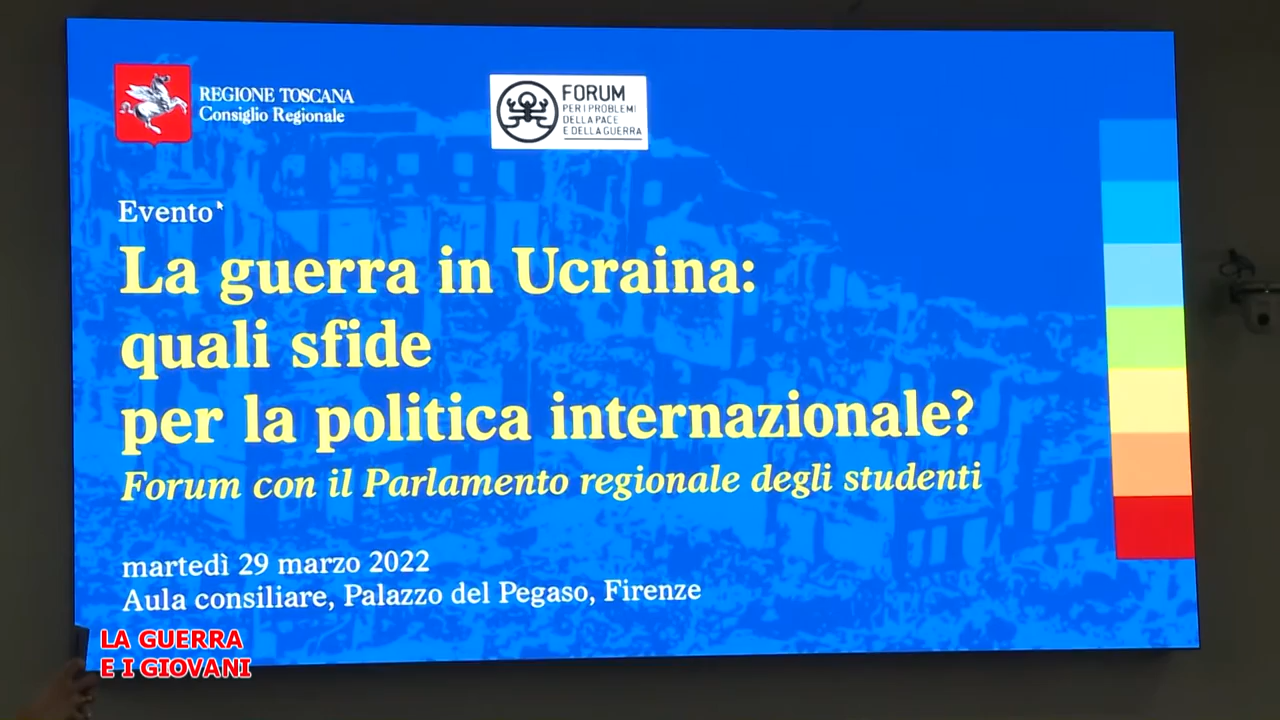 REGIONE TOSCANA
Consiglio Regionale
FORUM
PER I PROBLEMI
DELLA PACE
E DELLA GUERRA
Evento
La guerra in Ucraina:
quali sfide
per la politica internazionale?
Forum con il Parlamento regionale degli studenti
martedì 29 marzo 2022
Aula consiliare, Palazzo del Pegaso, Firenze
LA GUERRA
E I GIOVANI